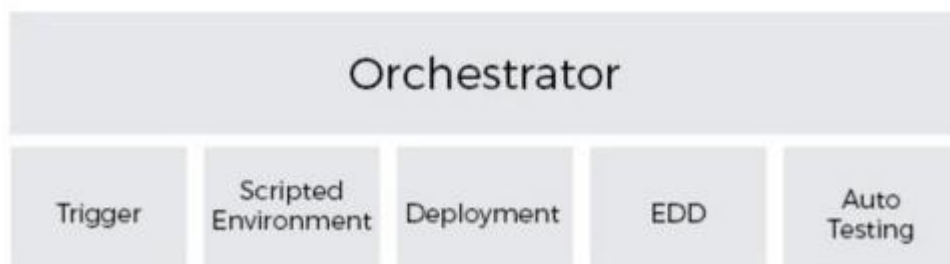 Orchestrator
Trigger
Scripted
Environment
Deployment
EDD
Auto
Testing